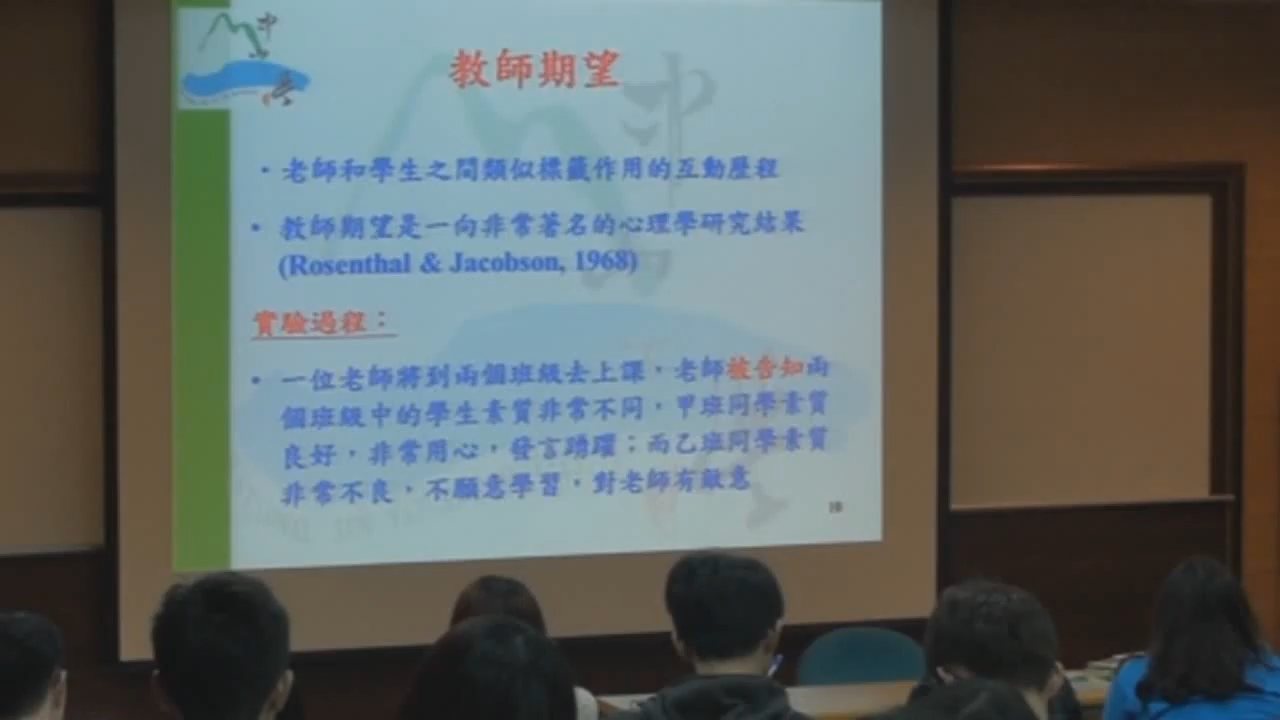 教師期望
• 老師和學生之間類似標籤作用的互動歷程
• 教師期望是一向非常著名的心理學研究結果
(Rosenthal & Jacobson, 1968)
實驗過程：
• 一位老師將到兩個班級去上課，老師被告知兩
個班級中的學生素質非常不同，甲班同學素質
良好，非常用心，發言踴躍；而乙班同學素質
非常不良，不願意學習，對老師有敵意
10